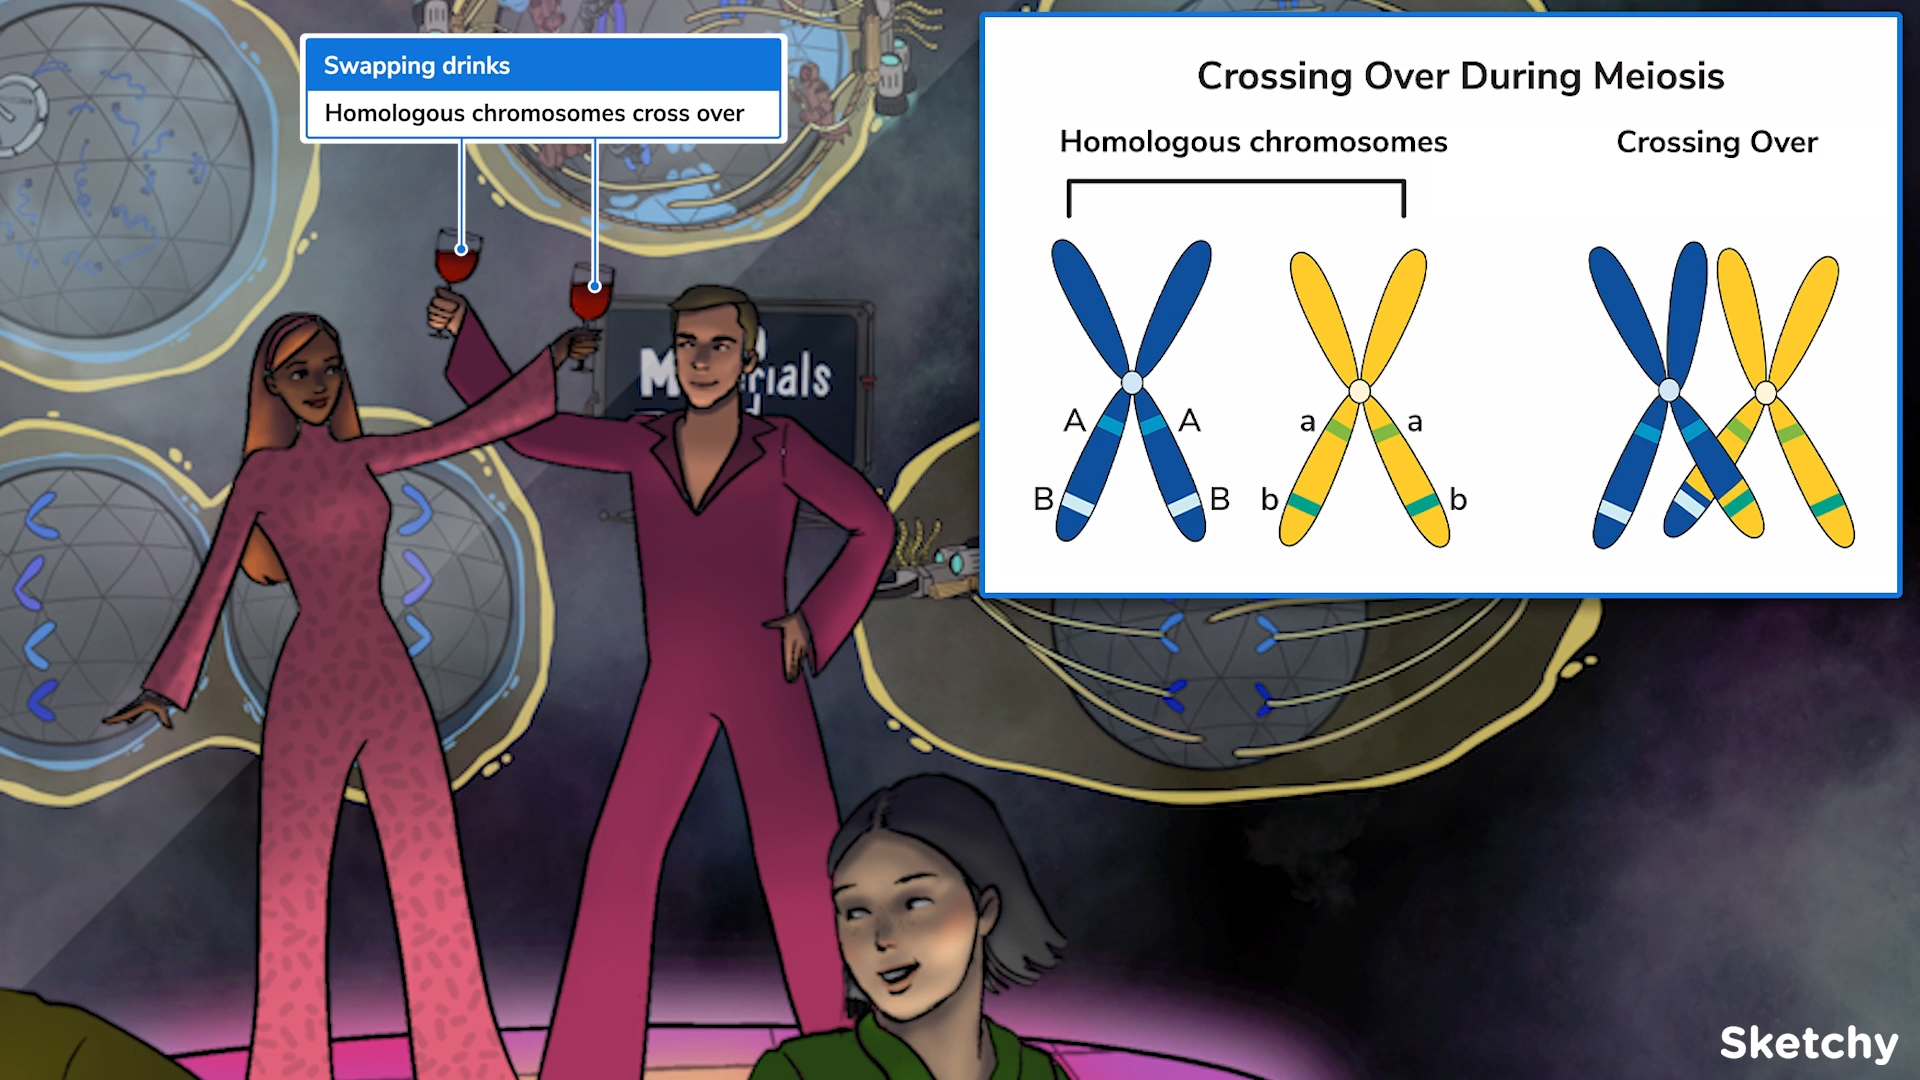 Swapping drinks
Homologous chromosomes cross over
Crossing Over During Meiosis
Homologous chromosomes
Crossing Over
A A a a
B B b b
Sketchy